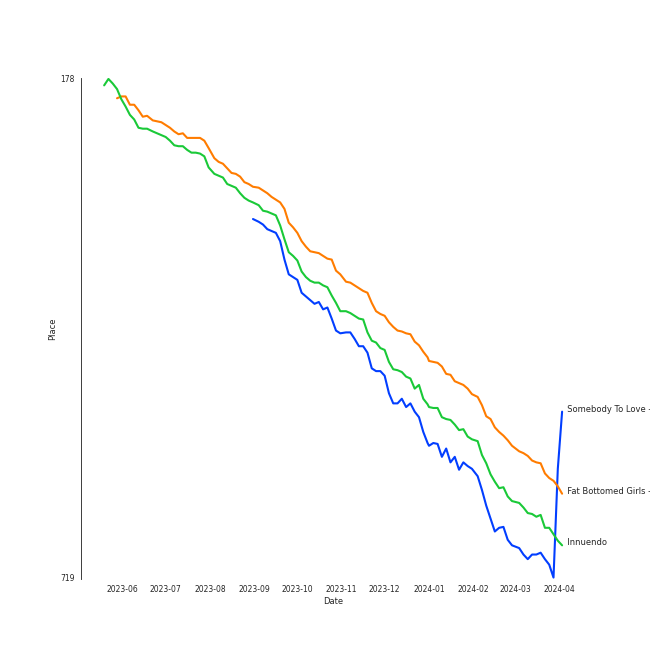 178
Place
Somebody To Love -
Fat Bottomed Girls -
Innuendo
719
2023-06 2023-07 2023-08 2023-09 2023-10 2023-11 2023-12 2024-01 2024-02 2024-03 2024-04
Date